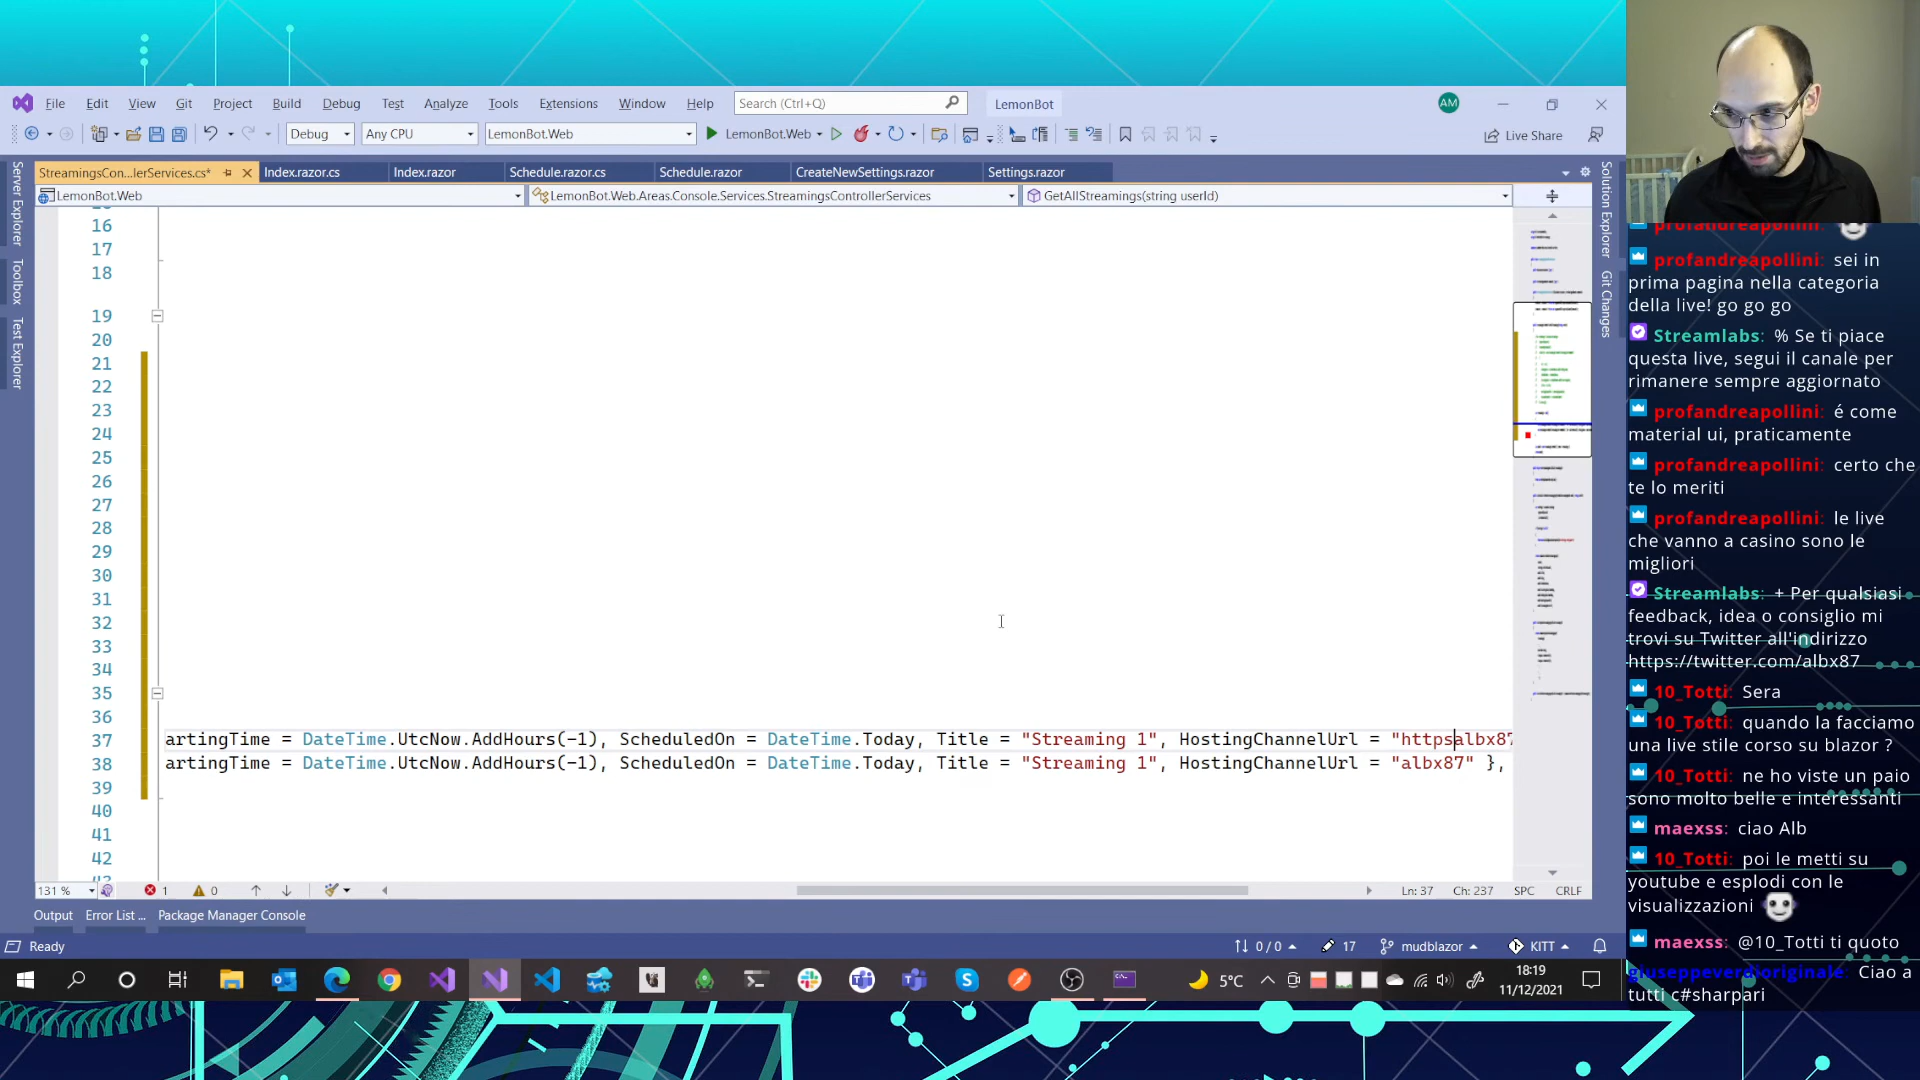 File Edit View Git Project Build Debug Test Analyze Tools Extensions Window Help Search (Ctrl+Q) LemonBot AM
Debug Any CPU LemonBot.Web LemonBot.Web Live Share
StreamingsCon...lerServices.cs* Index.razor.cs Index.razor Schedule.razor.cs Schedule.razor CreateNewSettings.razor Settings.razor
LemonBot.Web LemonBot.Web.Areas.Console.Services.StreamingsControllerServices GetAllStreamings(string userId)
Server Explorer
Toolbox
Test Explorer
Solution Explorer
Git Changes
16
17
18
19
20
21
22
23
24
25
26
27
28
29
30
31
32
33
34
35
36
37 artingTime = DateTime.UtcNow.AddHours(-1), ScheduledOn = DateTime.Today, Title = "Streaming 1", HostingChannelUrl = "httpsalbx87
38 artingTime = DateTime.UtcNow.AddHours(-1), ScheduledOn = DateTime.Today, Title = "Streaming 1", HostingChannelUrl = "albx87" },
39
40
41
42
131 % 1 0 Ln: 37 Ch: 237 SPC CRLF
Output Error List ... Package Manager Console
Ready 0 / 0 17 mudblazor KITT
5°C 18:19
11/12/2021
profandreapollini:
profandreapollini: sei in
prima pagina nella categoria
della live! go go go
Streamlabs: % Se ti piace
questa live, segui il canale per
rimanere sempre aggiornato
profandreapollini: é come
material ui, praticamente
profandreapollini: certo che
te lo meriti
profandreapollini: le live
che vanno a casino sono le
migliori
Streamlabs: + Per qualsiasi
feedback, idea o consiglio mi
trovi su Twitter all'indirizzo
https://twitter.com/albx87
10_Totti: Sera
10_Totti: quando la facciamo
una live stile corso su blazor ?
10_Totti: ne ho viste un paio
sono molto belle e interessanti
maexss: ciao Alb
10_Totti: poi le metti su
youtube e esplodi con le
visualizzazioni
maexss: @10_Totti ti quoto
giuseppeverdioriginale: Ciao a
tutti c#sharpari